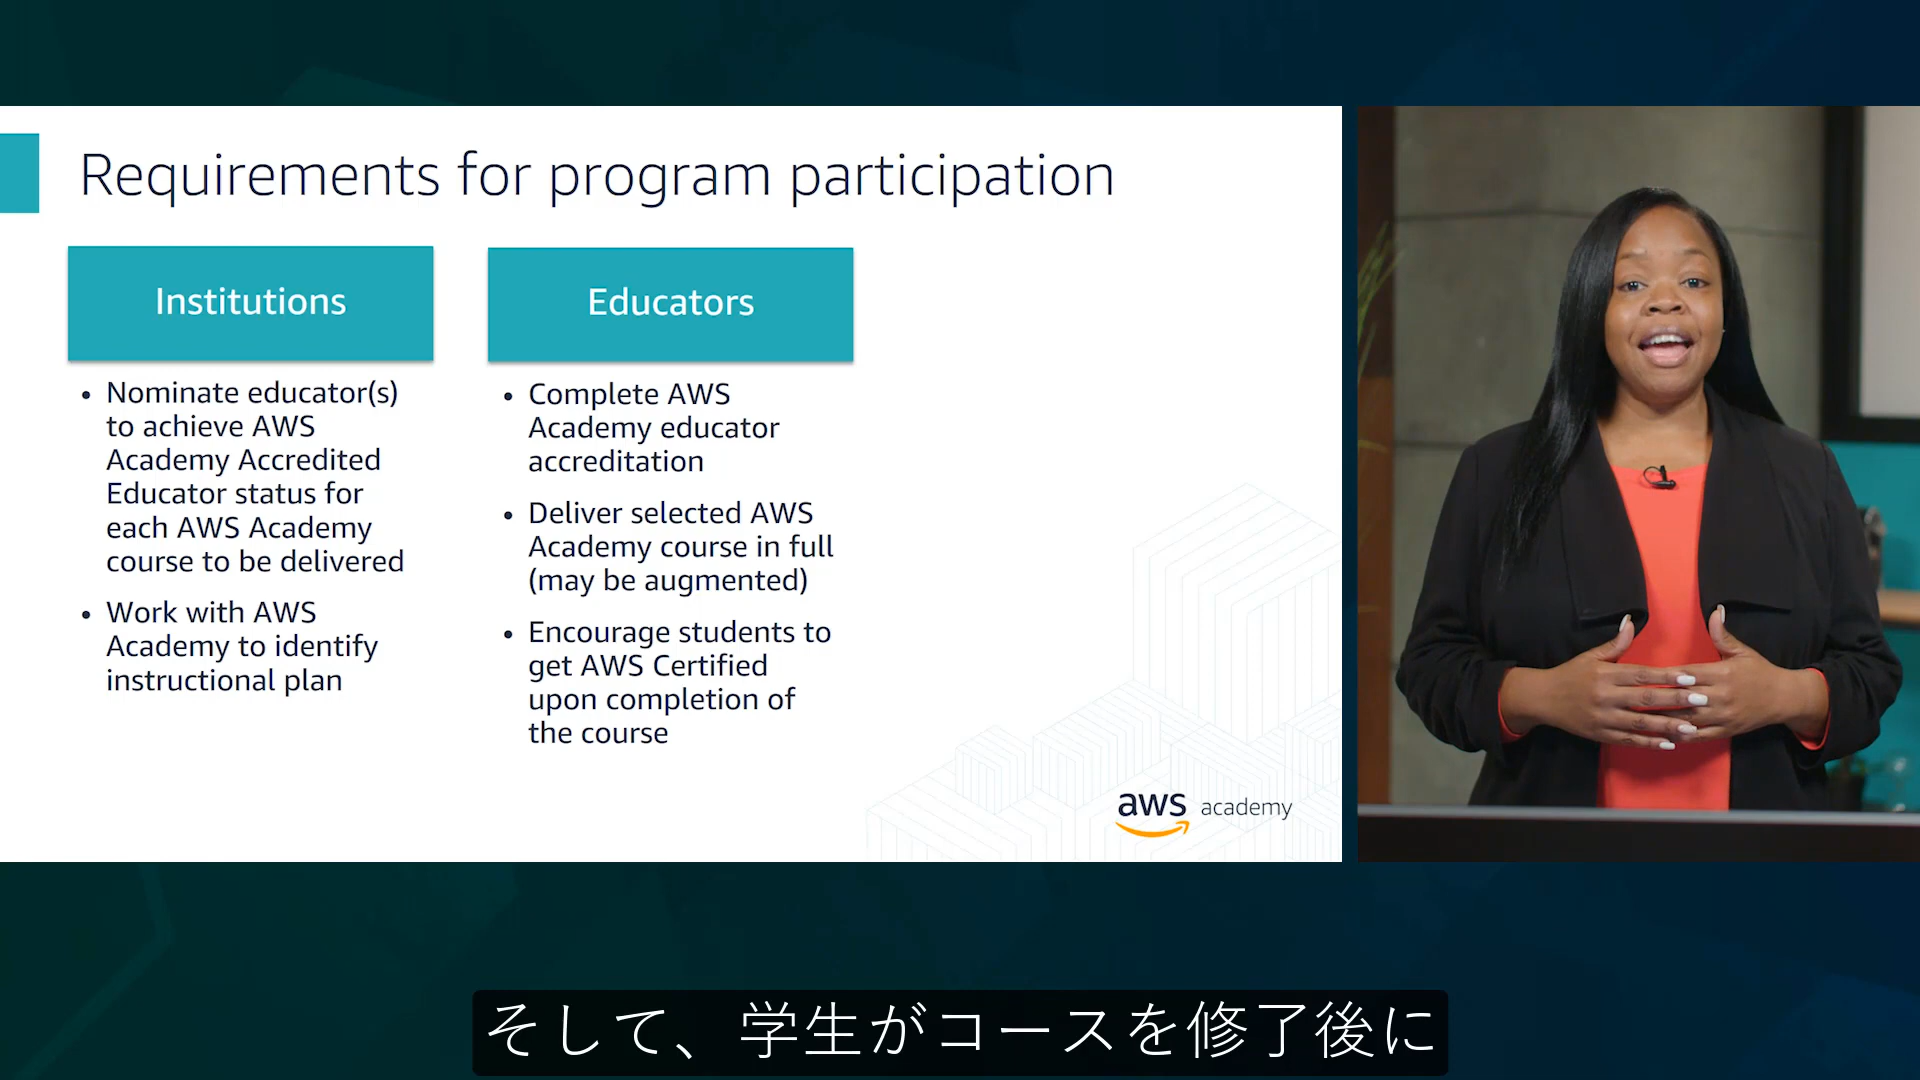 Requirements for program participation
Institutions
• Nominate educator(s)
to achieve AWS
Academy Accredited
Educator status for
each AWS Academy
course to be delivered
• Work with AWS
Academy to identify
instructional plan
Educators
• Complete AWS
Academy educator
accreditation
• Deliver selected AWS
Academy course in full
(may be augmented)
• Encourage students to
get AWS Certified
upon completion of
the course
aws academy
そして、学生がコースを修了後に